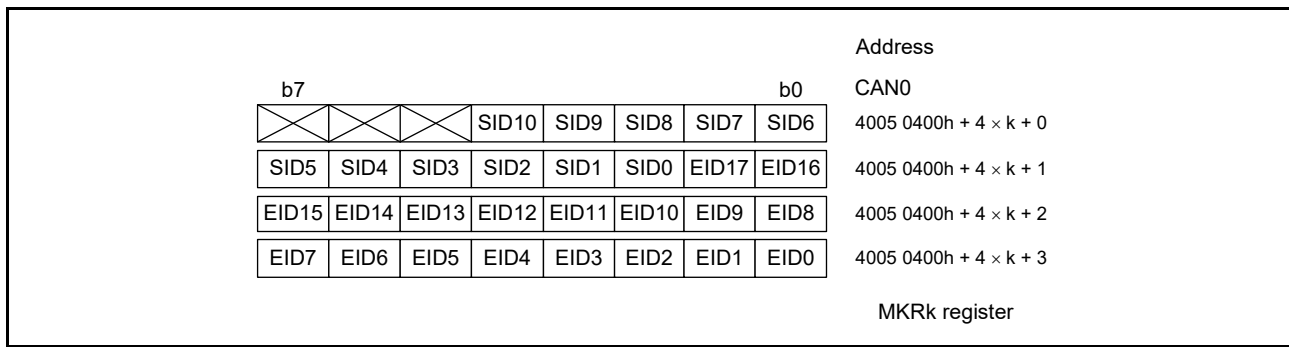 Address
b7 b0 CAN0
SID10 SID9 SID8 SID7 SID6 4005 0400h + 4 × k + 0
SID5 SID4 SID3 SID2 SID1 SID0 EID17 EID16 4005 0400h + 4 × k + 1
EID15 EID14 EID13 EID12 EID11 EID10 EID9 EID8 4005 0400h + 4 × k + 2
EID7 EID6 EID5 EID4 EID3 EID2 EID1 EID0 4005 0400h + 4 × k + 3
MKRk register